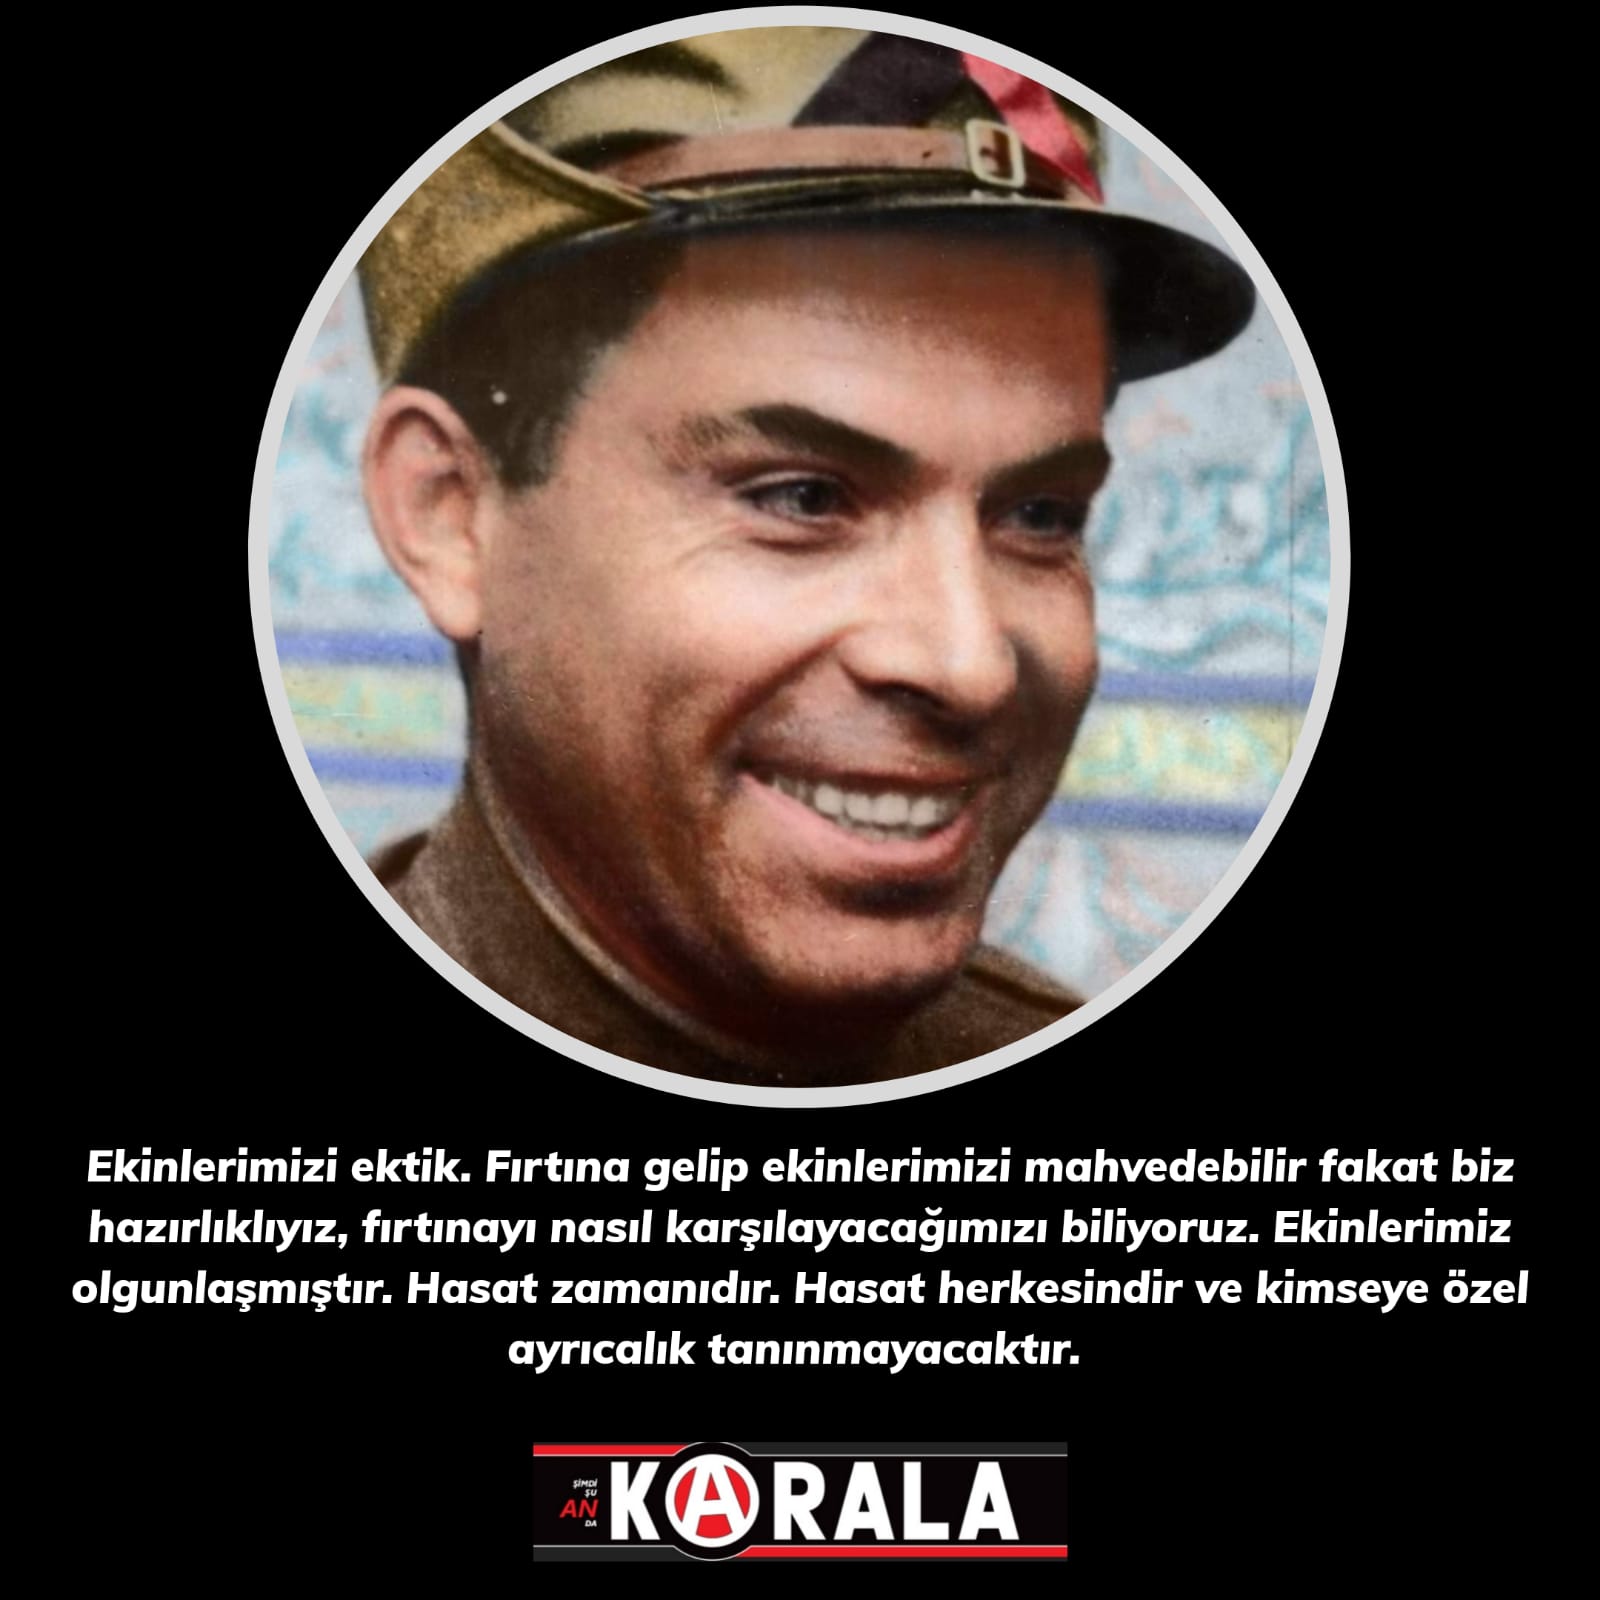 Ekinlerimizi ektik. Fırtına gelip ekinlerimizi mahvedebilir fakat biz
hazırlıklıyız, fırtınayı nasıl karşılayacağımızı biliyoruz. Ekinlerimiz
olgunlaşmıştır. Hasat zamanıdır. Hasat herkesindir ve kimseye özel
ayrıcalık tanınmayacaktır.
ŞİMDİ
ŞU
AN
DA
KARALA